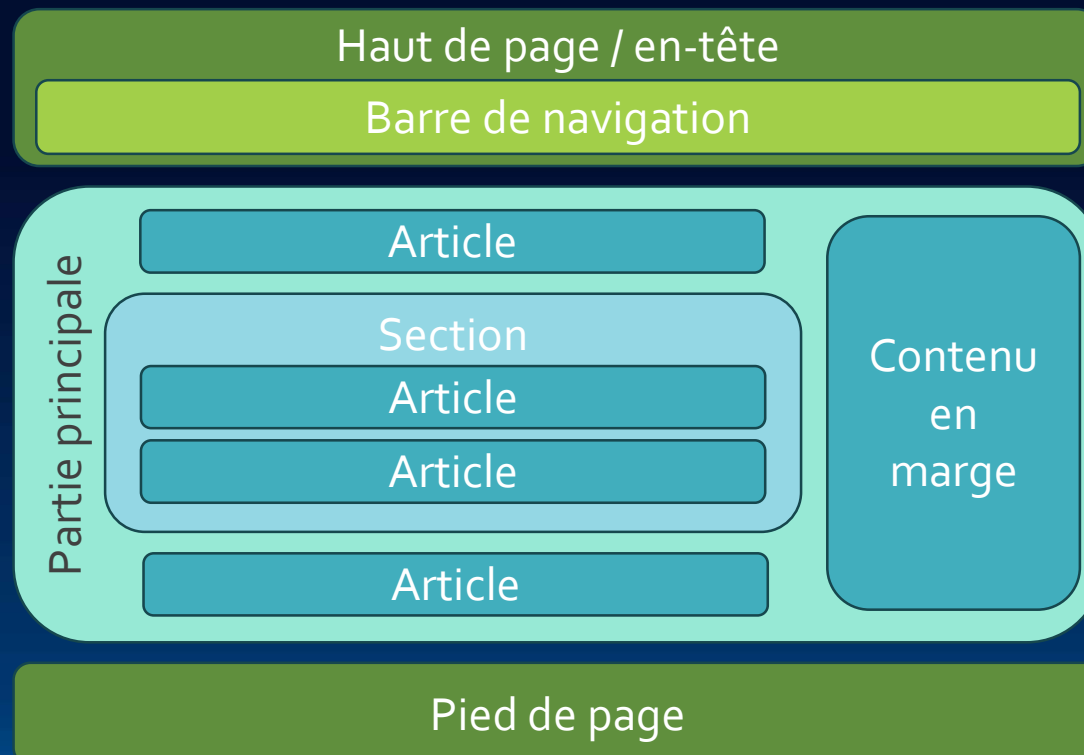 Haut de page / en-tête
Barre de navigation
Partie principale
Article
Section
Article
Article
Article
Contenu
en
marge
Pied de page